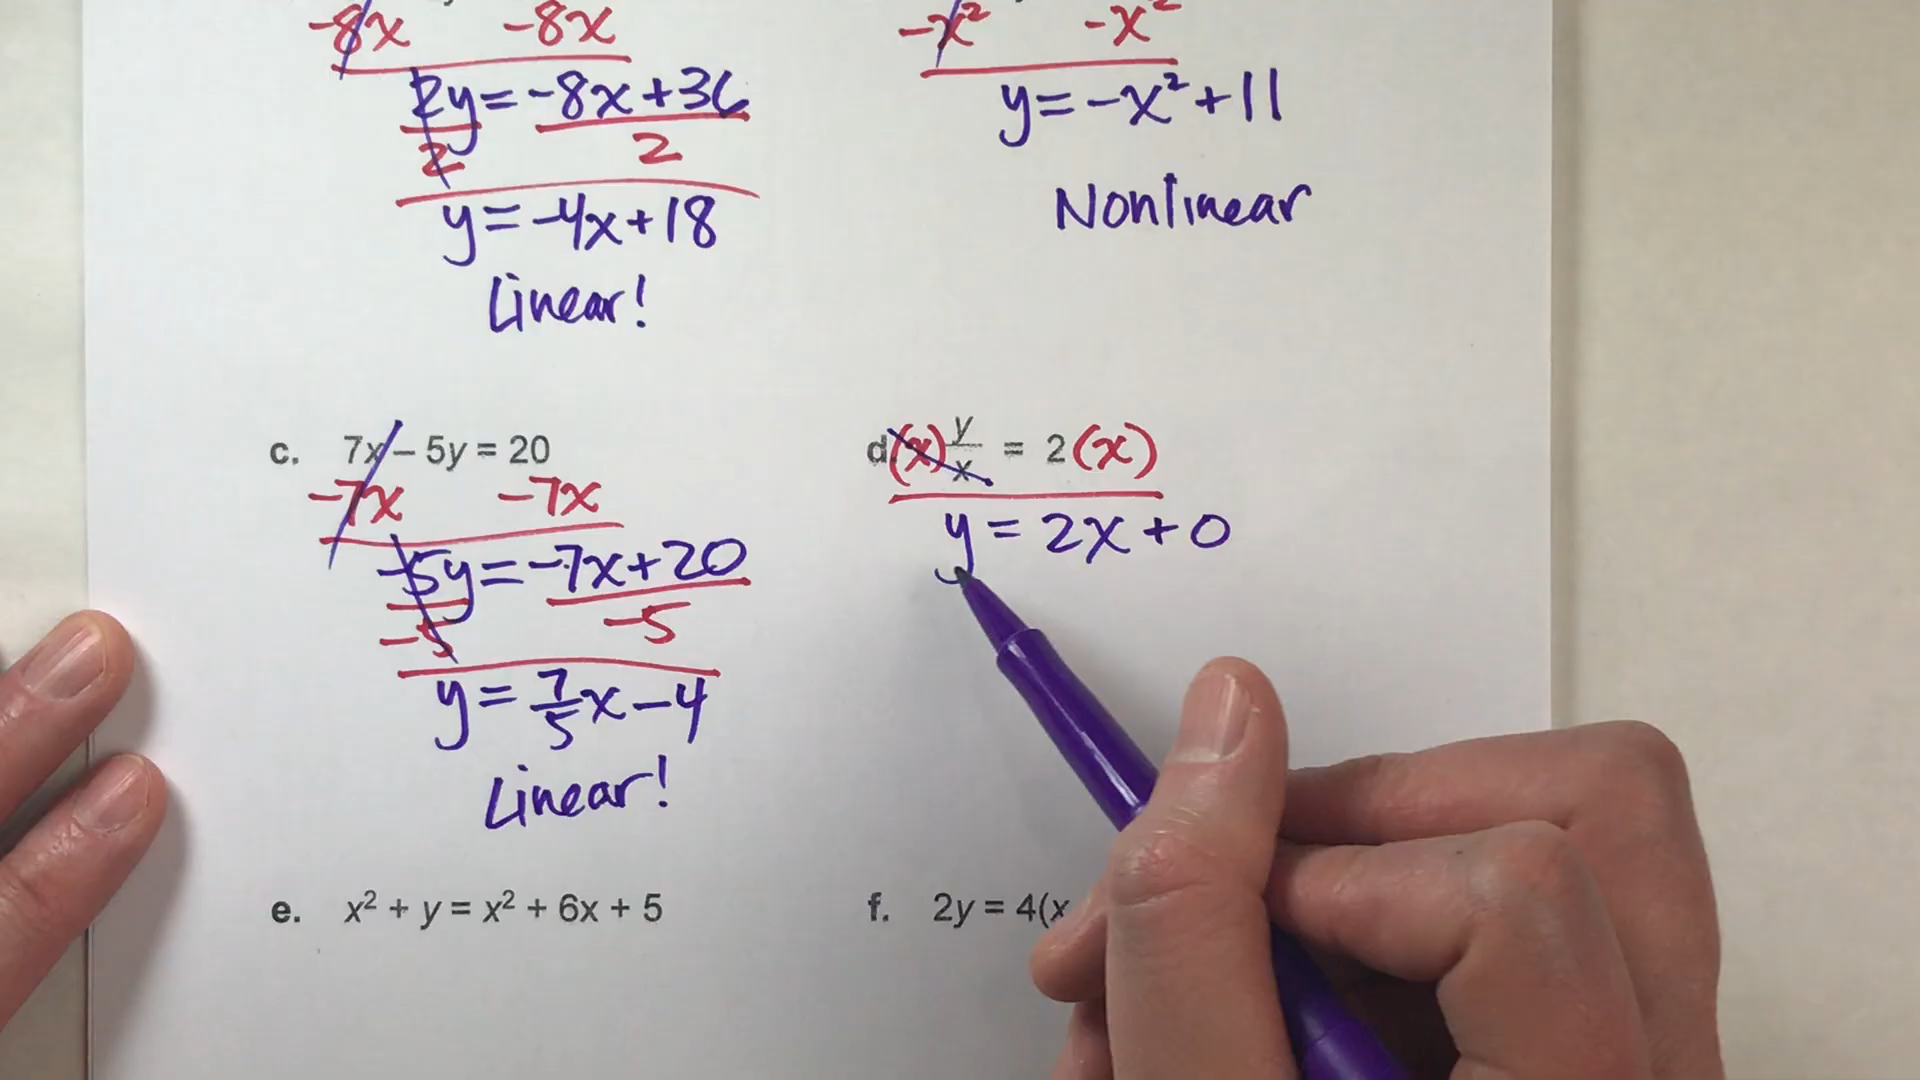 -8x -8x
2y = -8x + 36
2 2
y = -4x + 18
Linear!
-x² -x²
y = -x² + 11
Nonlinear
c. 7x - 5y = 20
-7x -7x
-5y = -7x + 20
-5 -5
y = 7/5 x - 4
Linear!
d. (x) y/x = 2 (x)
y = 2x + 0
e. x² + y = x² + 6x + 5
f. 2y = 4(x